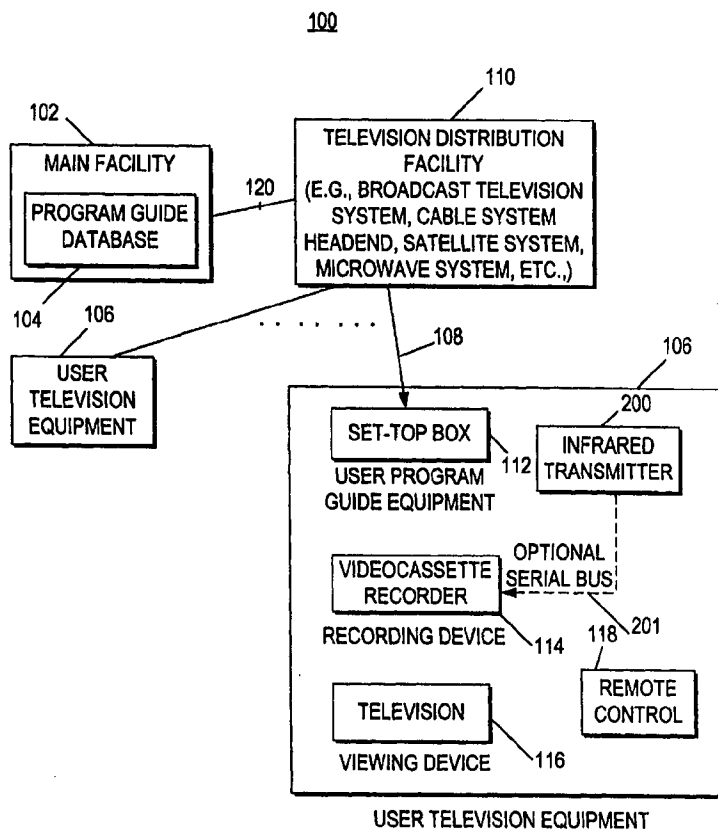 100
110
102
MAIN FACILITY
PROGRAM GUIDE
DATABASE
104
120
TELEVISION DISTRIBUTION
FACILITY
(E.G., BROADCAST TELEVISION
SYSTEM, CABLE SYSTEM
HEADEND, SATELLITE SYSTEM,
MICROWAVE SYSTEM, ETC.,)
106
USER
TELEVISION
EQUIPMENT
. . . . . . .
108
106
SET-TOP BOX
112
USER PROGRAM
GUIDE EQUIPMENT
200
INFRARED
TRANSMITTER
OPTIONAL
SERIAL BUS
201
VIDEOCASSETTE
RECORDER
114
RECORDING DEVICE
118
REMOTE
CONTROL
TELEVISION
116
VIEWING DEVICE
USER TELEVISION EQUIPMENT